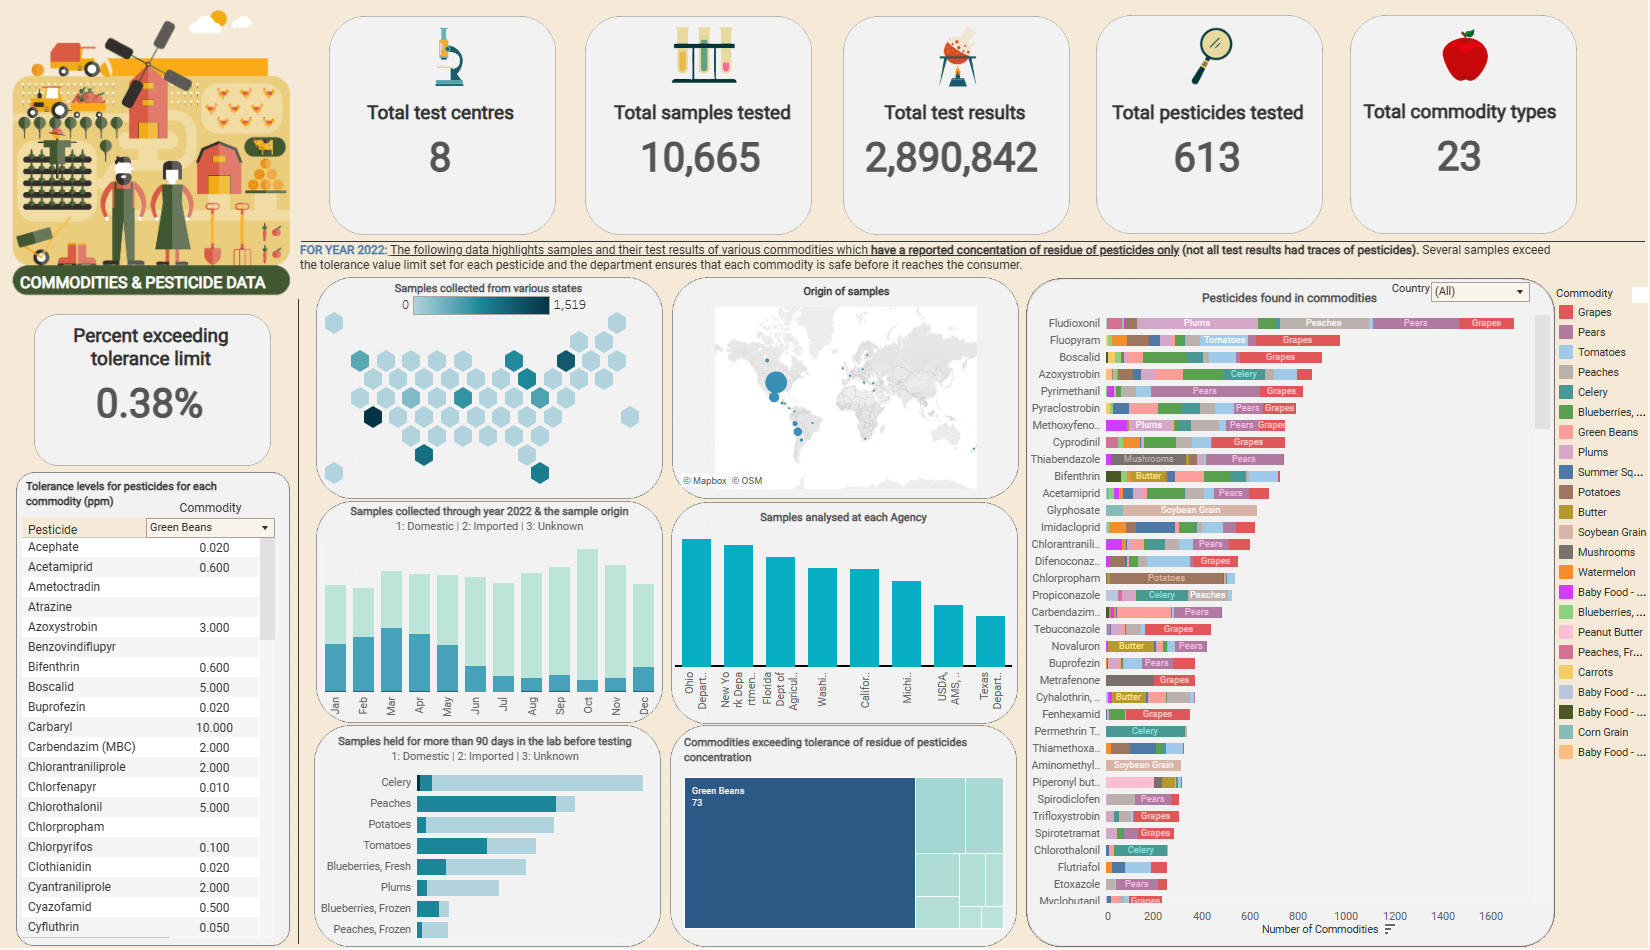 Total test centres
8
Total samples tested
10,665
Total test results
2,890,842
Total pesticides tested
613
Total commodity types
23
COMMODITIES & PESTICIDE DATA
FOR YEAR 2022: The following data highlights samples and their test results of various commodities which have a reported concentation of residue of pesticides only (not all test results had traces of pesticides). Several samples exceed
the tolerance value limit set for each pesticide and the department ensures that each commodity is safe before it reaches the consumer.
Percent exceeding
tolerance limit
0.38%
Tolerance levels for pesticides for each
commodity (ppm)
Commodity
Pesticide
Green Beans
Acephate 0.020
Acetamiprid 0.600
Ametoctradin
Atrazine
Azoxystrobin 3.000
Benzovindiflupyr
Bifenthrin 0.600
Boscalid 5.000
Buprofezin 0.020
Carbaryl 10.000
Carbendazim (MBC) 2.000
Chlorantraniliprole 2.000
Chlorfenapyr 0.010
Chlorothalonil 5.000
Chlorpropham
Chlorpyrifos 0.100
Clothianidin 0.020
Cyantraniliprole 2.000
Cyazofamid 0.500
Cyfluthrin 0.050
Samples collected from various states
0 1,519
Origin of samples
© Mapbox © OSM
Samples collected through year 2022 & the sample origin
1: Domestic | 2: Imported | 3: Unknown
Jan
Feb
Mar
Apr
May
Jun
Jul
Aug
Sep
Oct
Nov
Dec
Samples analysed at each Agency
Ohio
Depart..
New Yo
rk Depa
rtmen..
Florida
Dept of
Agricul..
Washi..
Califor..
Michi..
USDA,
AMS, ..
Texas
Depart..
Samples held for more than 90 days in the lab before testing
1: Domestic | 2: Imported | 3: Unknown
Celery
Peaches
Potatoes
Tomatoes
Blueberries, Fresh
Plums
Blueberries, Frozen
Peaches, Frozen
Commodities exceeding tolerance of residue of pesticides
concentration
Green Beans
73
Pesticides found in commodities
Country
(All)
Fludioxonil Plums Peaches Pears Grapes
Fluopyram Tomatoes Grapes
Boscalid Grapes
Azoxystrobin Celery
Pyrimethanil Pears Grapes
Pyraclostrobin Pears Grapes
Methoxyfeno.. Plums Pears Grapes
Cyprodinil Grapes
Thiabendazole Mushrooms Pears
Bifenthrin Butter
Acetamiprid Pears
Glyphosate Soybean Grain
Imidacloprid
Chlorantranili.. Pears
Difenoconaz.. Grapes
Chlorpropham Potatoes
Propiconazole Celery Peaches
Carbendazim.. Pears
Tebuconazole Grapes
Novaluron Butter Pears
Buprofezin Pears
Metrafenone Grapes
Cyhalothrin, .. Butter
Fenhexamid Grapes
Permethrin T.. Celery
Thiamethoxa..
Aminomethyl.. Soybean Grain
Piperonyl but..
Spirodiclofen Pears
Trifloxystrobin Grapes
Spirotetramat Grapes
Chlorothalonil Celery
Flutriafol
Etoxazole Pears
Myclobutanil Grapes
0 200 400 600 800 1000 1200 1400 1600
Number of Commodities
Commodity
Grapes
Pears
Tomatoes
Peaches
Celery
Blueberries, ...
Green Beans
Plums
Summer Sq...
Potatoes
Butter
Soybean Grain
Mushrooms
Watermelon
Baby Food - ...
Blueberries, ...
Peanut Butter
Peaches, Fr...
Carrots
Baby Food - ...
Baby Food - ...
Corn Grain
Baby Food - ...